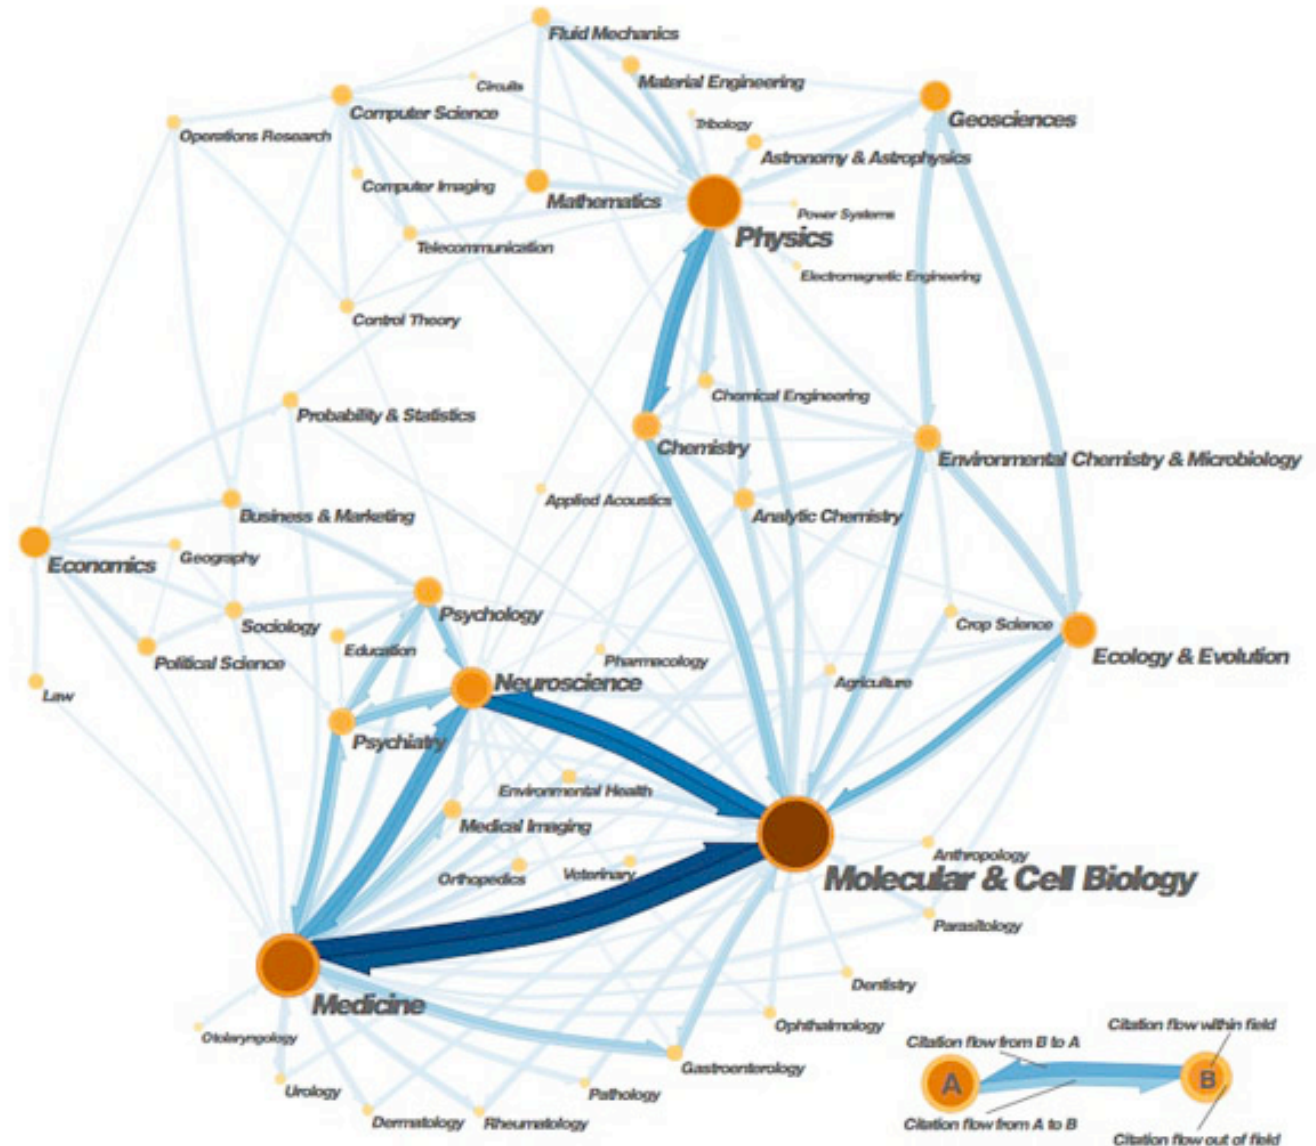 Fluid Mechanics
Material Engineering
Circuits
Computer Science
Geosciences
Tribology
Operations Research
Astronomy & Astrophysics
Computer Imaging
Mathematics
Power Systems
Physics
Telecommunication
Electromagnetic Engineering
Control Theory
Chemical Engineering
Probability & Statistics
Chemistry
Environmental Chemistry & Microbiology
Applied Acoustics
Business & Marketing
Analytic Chemistry
Geography
Economics
Psychology
Sociology
Crop Science
Education
Political Science
Pharmacology
Ecology & Evolution
Neuroscience
Agriculture
Law
Psychiatry
Environmental Health
Medical Imaging
Anthropology
Orthopedics
Veterinary
Molecular & Cell Biology
Parasitology
Dentistry
Medicine
Ophthalmology
Citation flow within field
Otolaryngology
Citation flow from B to A
Gastroenterology
A
B
Urology
Pathology
Dermatology
Rheumatology
Citation flow from A to B
Citation flow out of field